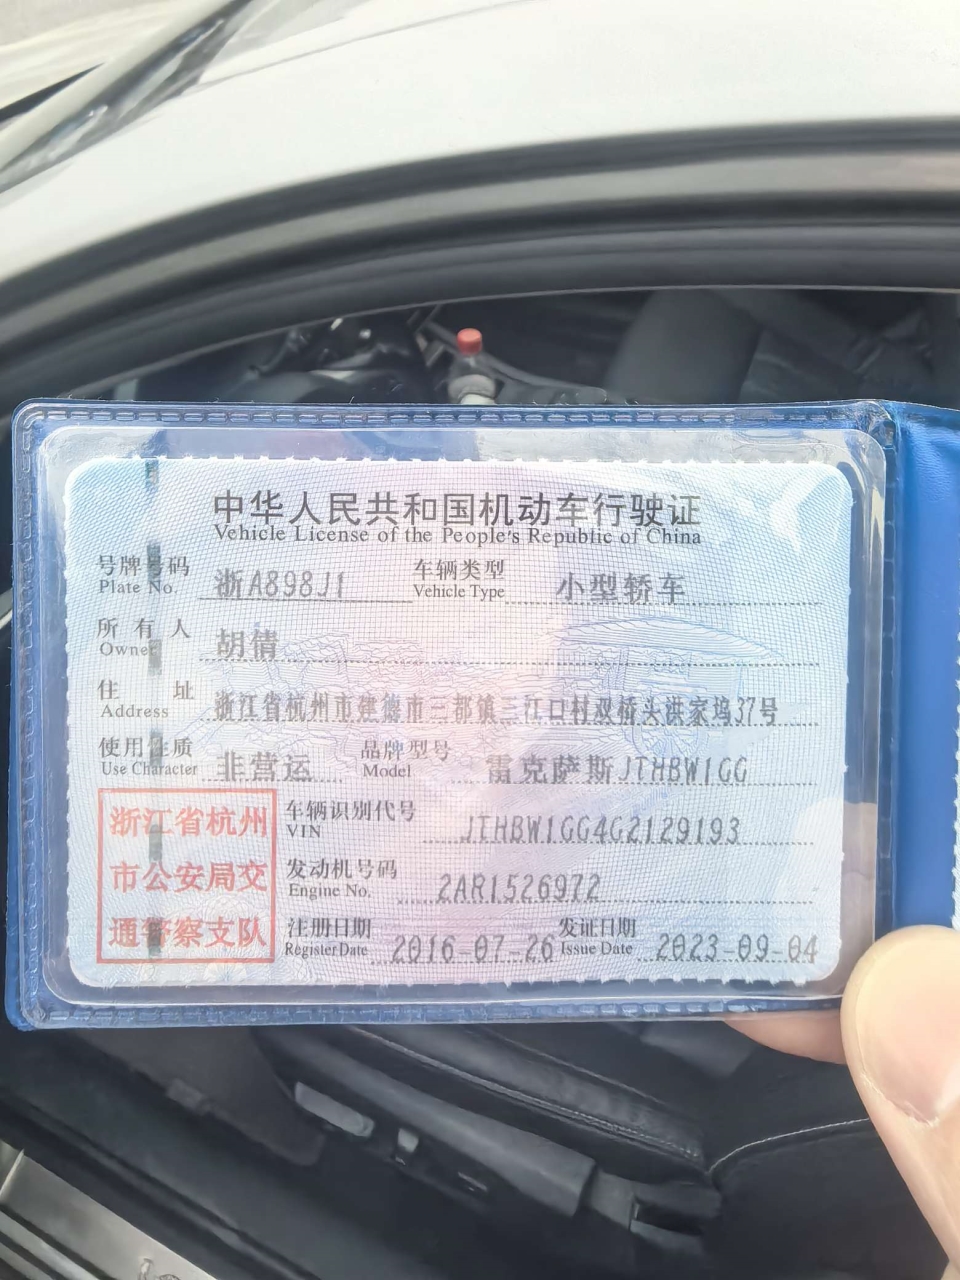 中华人民共和国机动车行驶证
Vehicle License of the People's Republic of China
号牌号码 浙A898J1 车辆类型 小型轿车
Plate No. Vehicle Type
所有人 胡倩
Owner
住址 浙江省杭州市建德市三都镇三江口村双桥头洪家坞37号
Address
使用性质 非营运 品牌型号 雷克萨斯JTHBW1GG
Use Character Model
浙江省杭州
市公安局交
通警察支队
车辆识别代号 JTHBW1GG4G2129193
VIN
发动机号码 2AR1526972
Engine No.
注册日期 2016-07-26 发证日期 2023-09-04
Register Date Issue Date